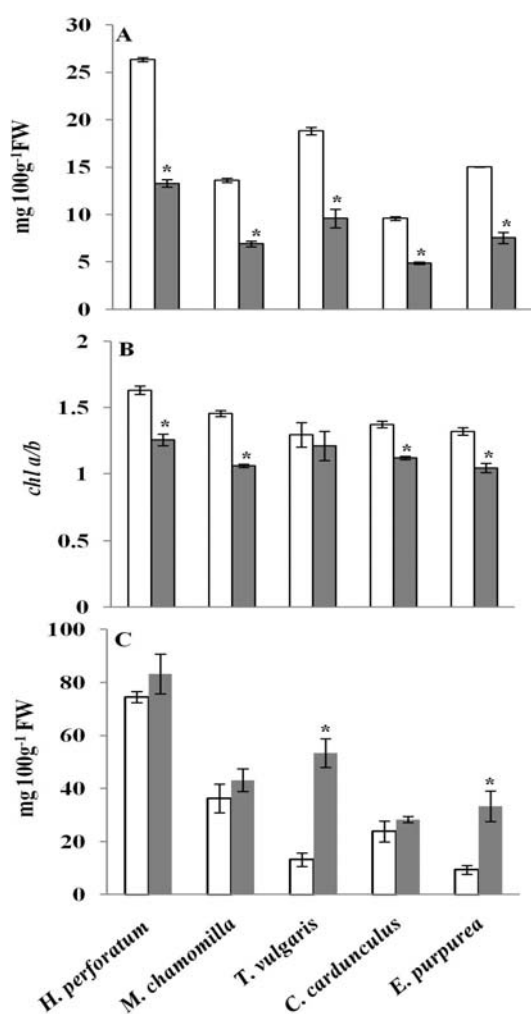 A
mg 100g⁻¹FW
30
25
20
15
10
5
0
*
*
*
*
*
B
chl a/b
2
1.5
1
0.5
0
*
*
*
*
C
mg 100g⁻¹ FW
100
80
60
40
20
0
*
*
H. perforatum
M. chamomilla
T. vulgaris
C. cardunculus
E. purpurea